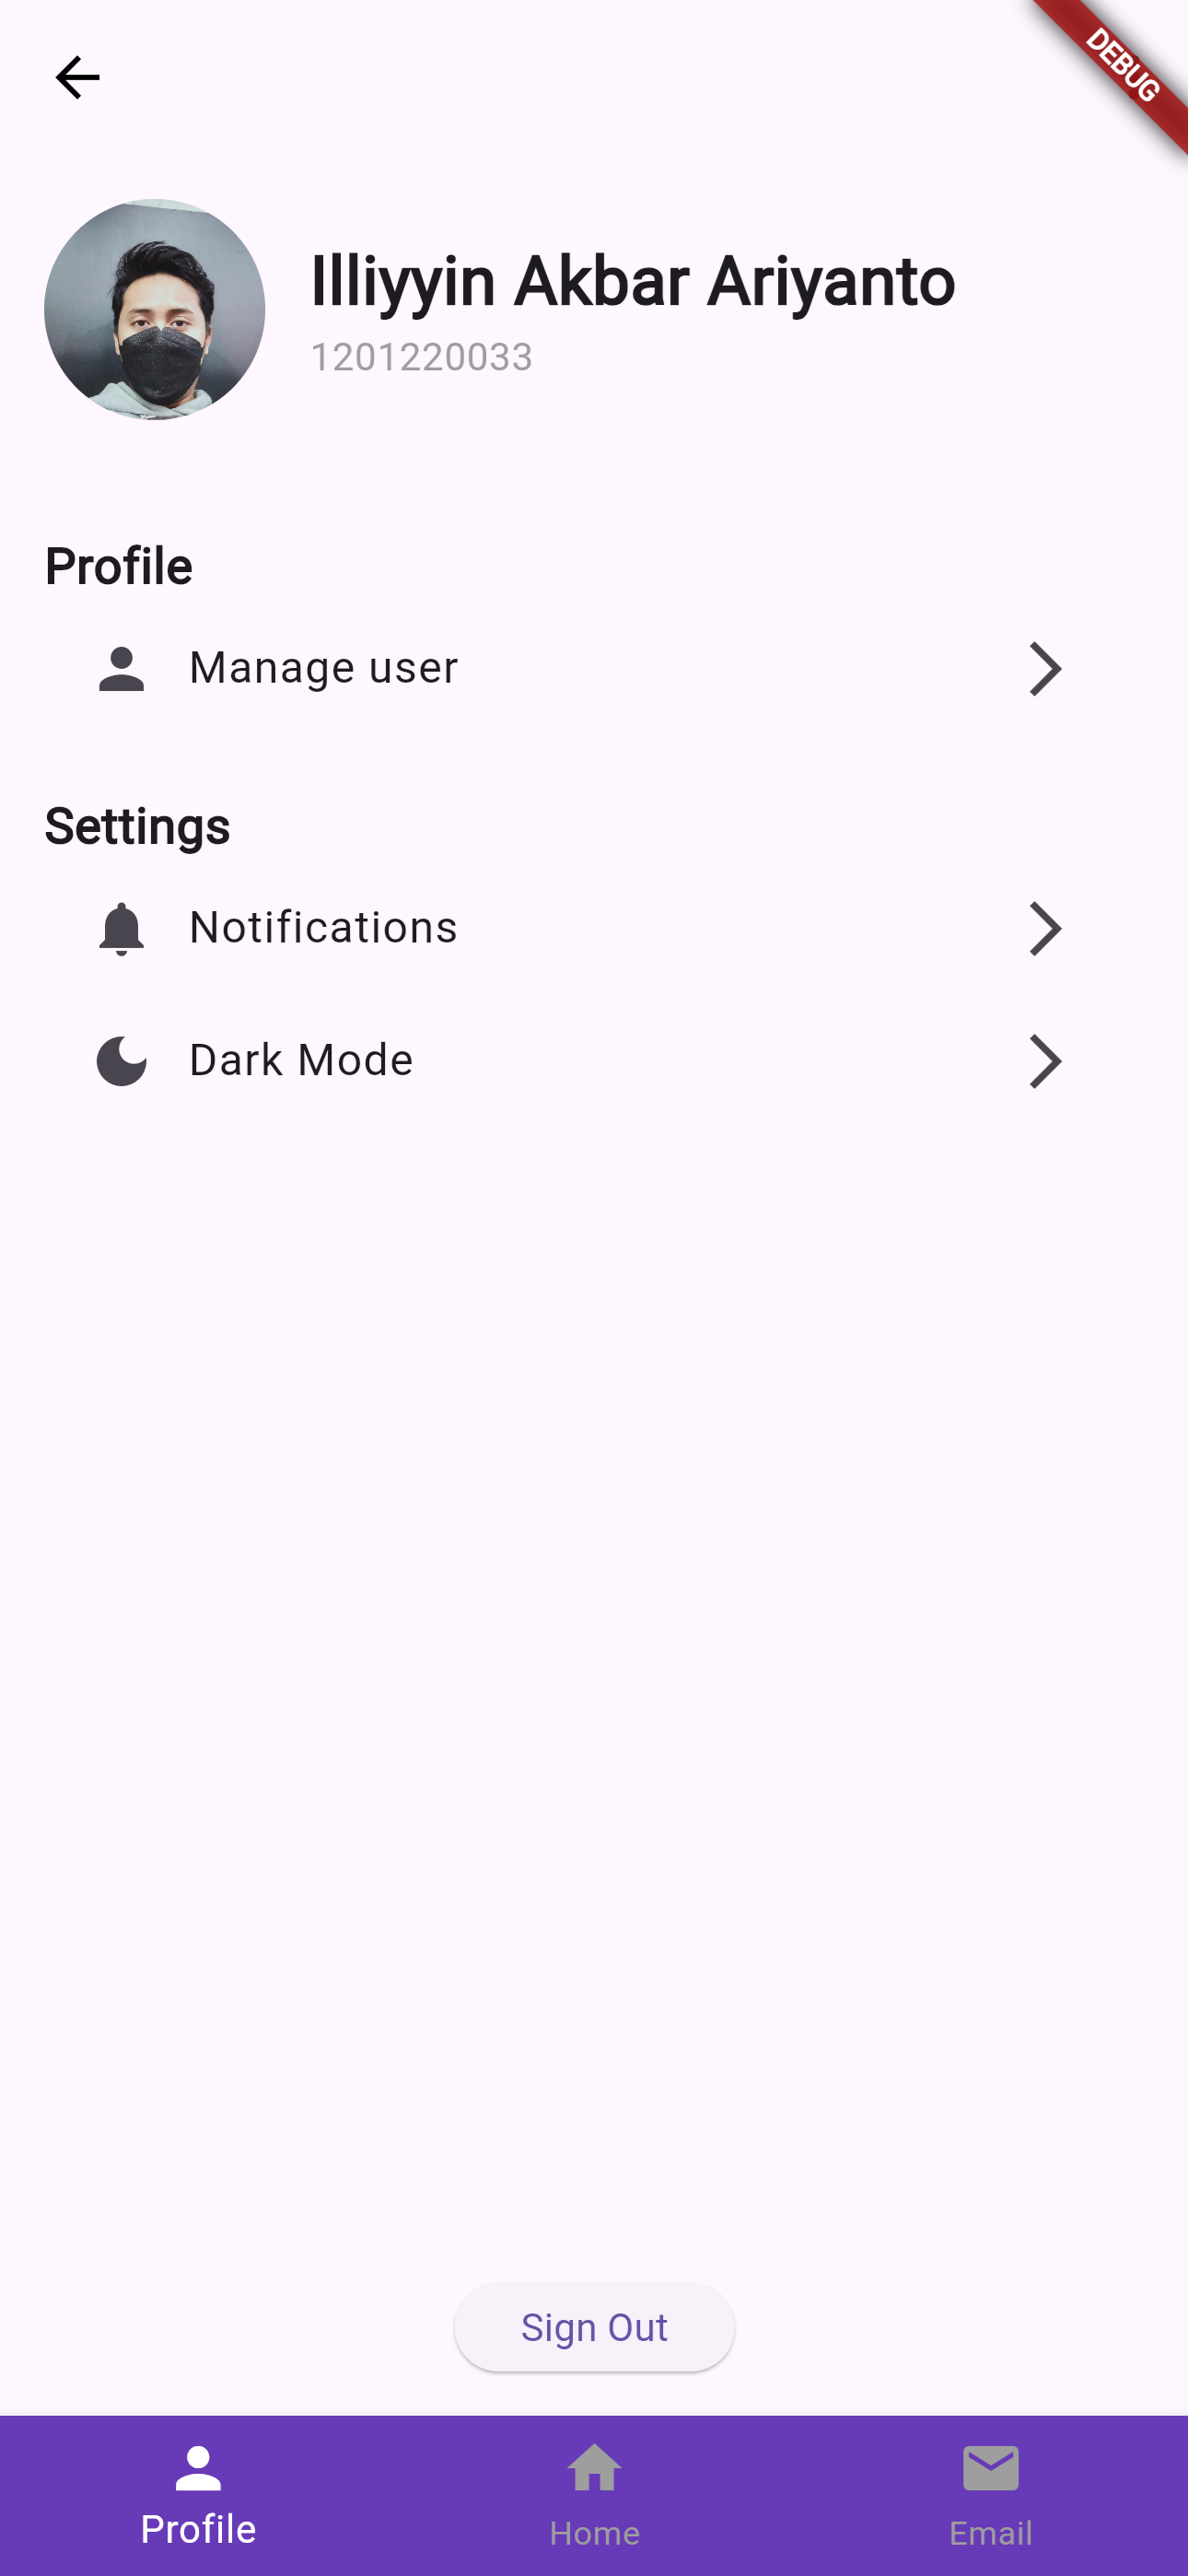 DEBUG
Illiyyin Akbar Ariyanto
1201220033
Profile
Manage user
Settings
Notifications
Dark Mode
Sign Out
Profile
Home
Email